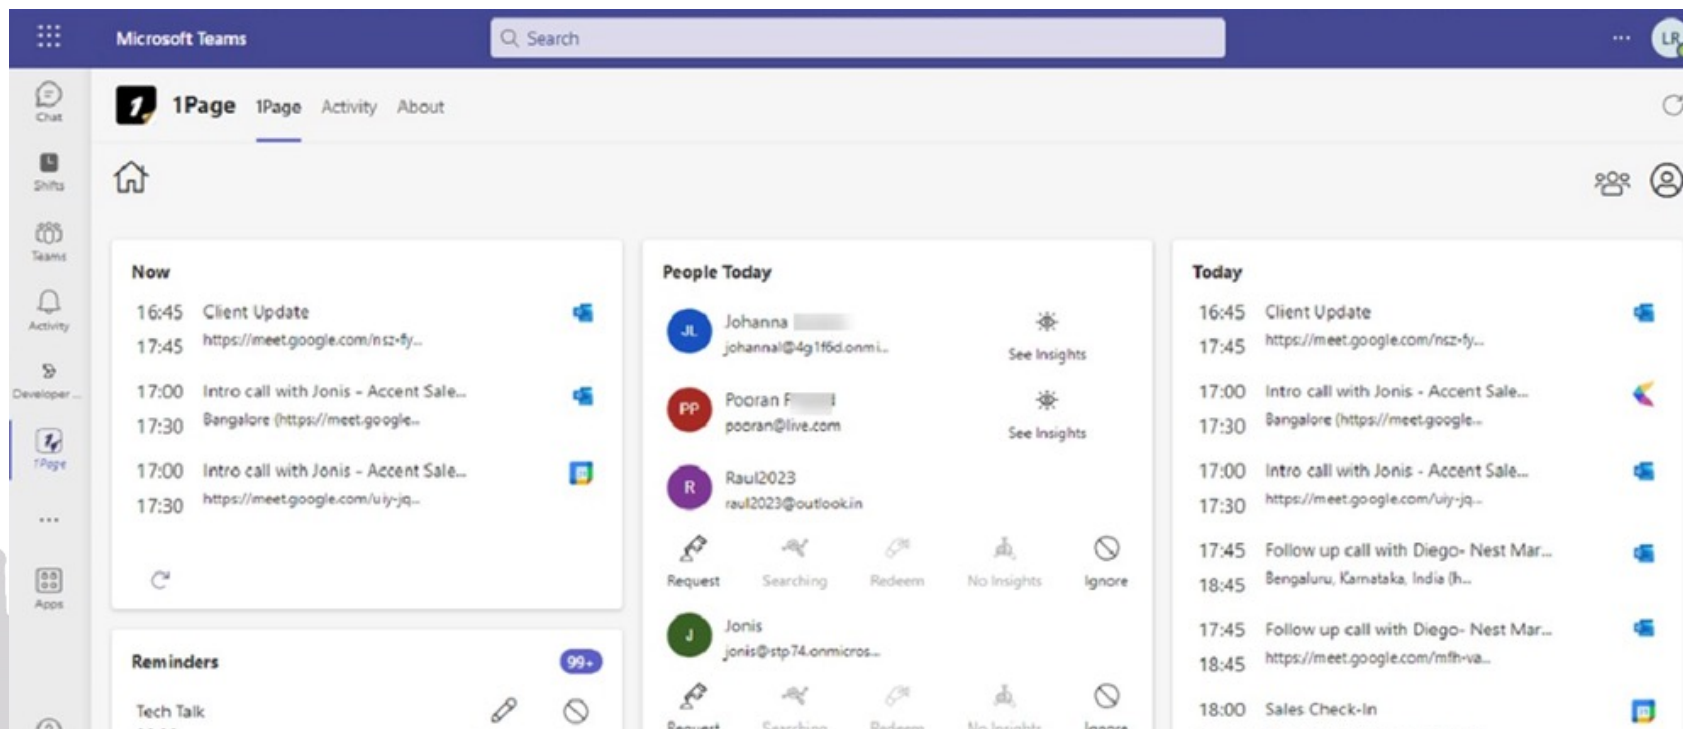 Microsoft Teams
Search
LR
Chat
Shifts
Teams
Activity
Developer ...
1Page
Apps
1Page 1Page Activity About
Now
16:45 Client Update
17:45 https://meet.google.com/nsz-fy...
17:00 Intro call with Jonis - Accent Sale...
17:30 Bangalore (https://meet.google...
17:00 Intro call with Jonis - Accent Sale...
17:30 https://meet.google.com/uiy-jq...
Reminders 99+
Tech Talk
People Today
JL Johanna
johannal@4g1f6d.onmi...
See Insights
PP Pooran
pooran@live.com
See Insights
R Raul2023
raul2023@outlook.in
Request Searching Redeem No Insights Ignore
J Jonis
jonis@stp74.onmicros...
Request Searching Redeem No Insights Ignore
Today
16:45 Client Update
17:45 https://meet.google.com/nsz-fy...
17:00 Intro call with Jonis - Accent Sale...
17:30 Bangalore (https://meet.google...
17:00 Intro call with Jonis - Accent Sale...
17:30 https://meet.google.com/uiy-jq...
17:45 Follow up call with Diego- Nest Mar...
18:45 Bengaluru, Karnataka, India (h...
17:45 Follow up call with Diego- Nest Mar...
18:45 https://meet.google.com/mfh-va...
18:00 Sales Check-In